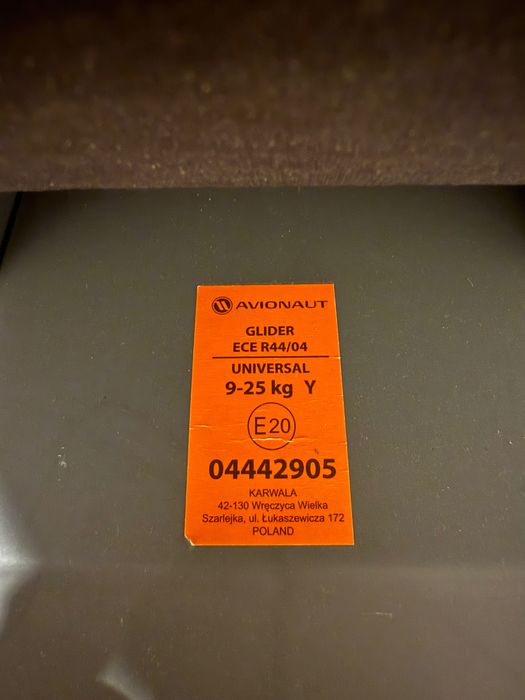 AVIONAUT
GLIDER
ECE R44/04
UNIVERSAL
9-25 kg Y
E20
04442905
KARWALA
42-130 Wręczyca Wielka
Szarlejka, ul. Łukaszewicza 172
POLAND